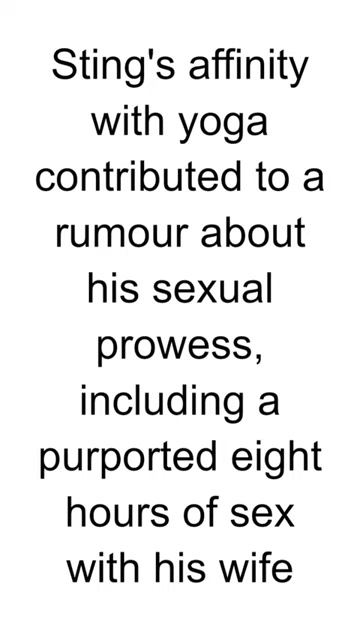 Sting's affinity
with yoga
contributed to a
rumour about
his sexual
prowess,
including a
purported eight
hours of sex
with his wife